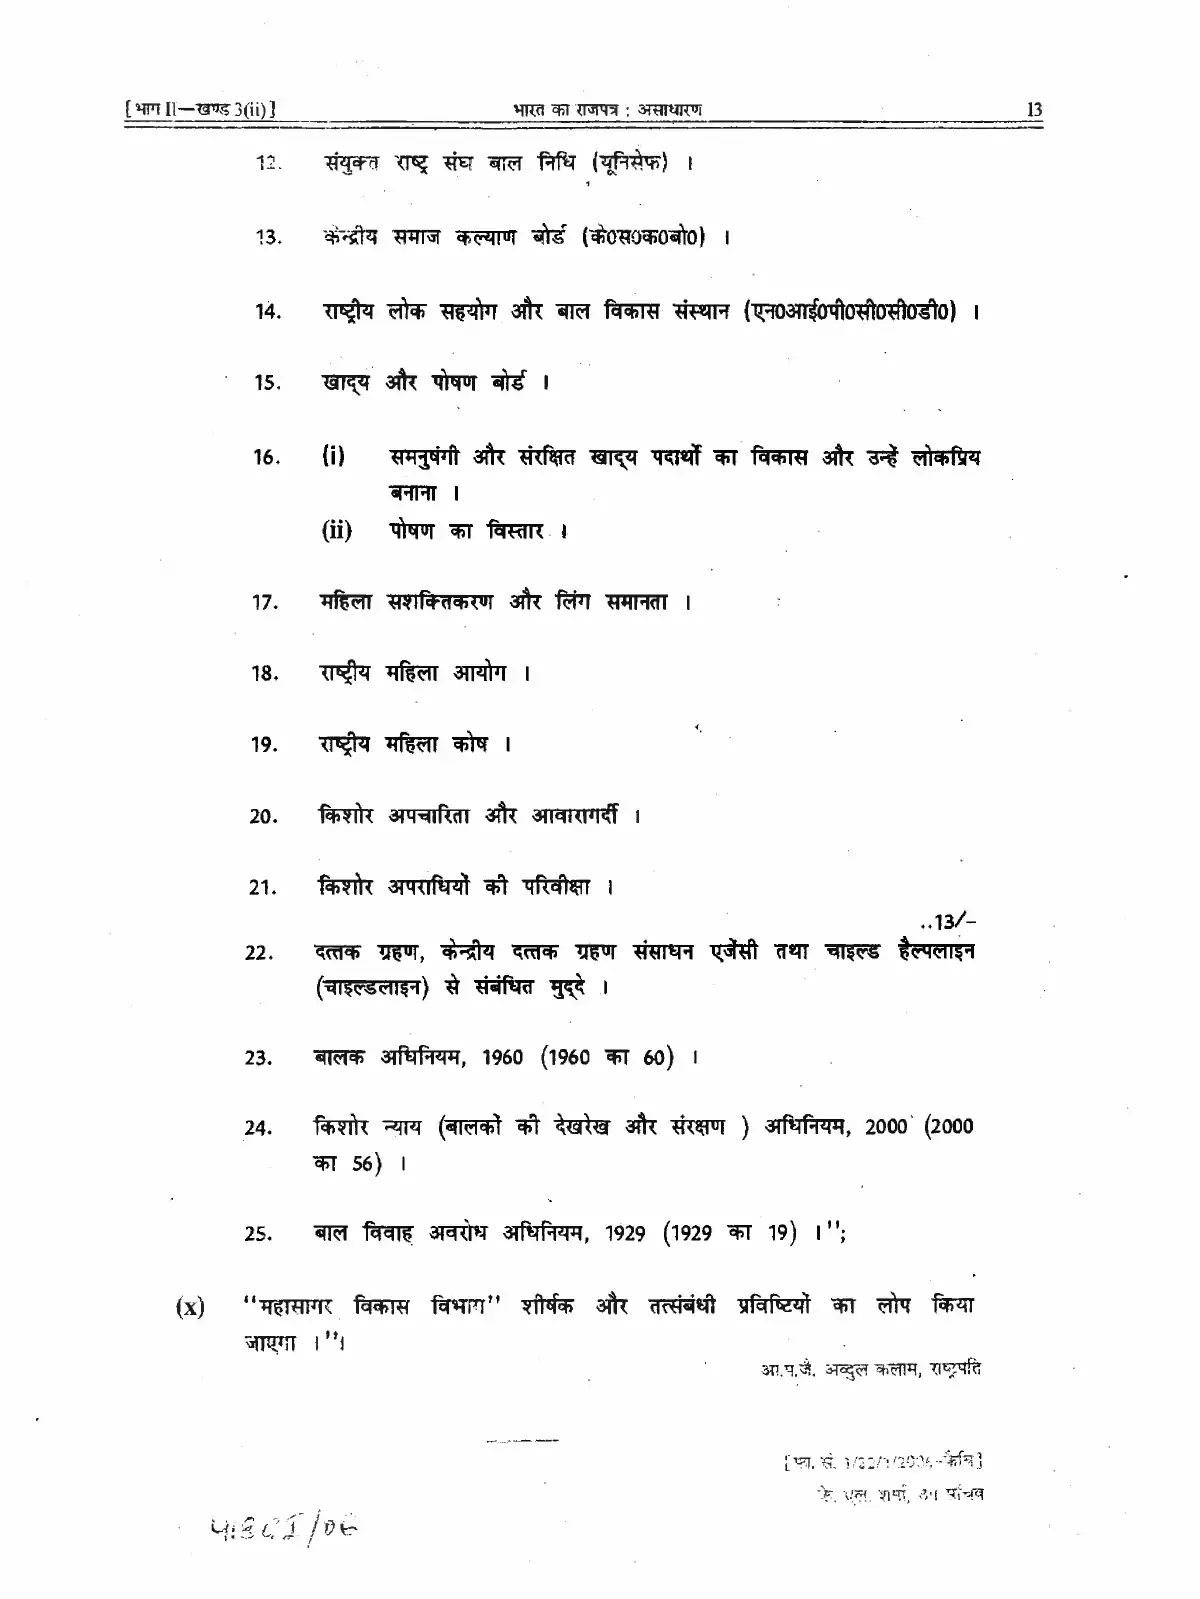 [ भाग II—खण्ड 3(ii) ] भारत का राजपत्र : असाधारण 13
12. संयुक्त राष्ट्र संघ बाल निधि (यूनिसेफ) ।
13. केन्द्रीय समाज कल्याण बोर्ड (के0स0क0बो0) ।
14. राष्ट्रीय लोक सहयोग और बाल विकास संस्थान (एन0आई0पी0सी0सी0डी0) ।
15. खाद्य और पोषण बोर्ड ।
16. (i) समनुषंगी और संरक्षित खाद्य पदार्थों का विकास और उन्हें लोकप्रिय
बनाना ।
(ii) पोषण का विस्तार ।
17. महिला सशक्तिकरण और लिंग समानता ।
18. राष्ट्रीय महिला आयोग ।
19. राष्ट्रीय महिला कोष ।
20. किशोर अपचारिता और आवारागर्दी ।
21. किशोर अपराधियों की परिवीक्षा ।
..13/-
22. दत्तक ग्रहण, केन्द्रीय दत्तक ग्रहण संसाधन एजेंसी तथा चाइल्ड हैल्पलाइन
(चाइल्डलाइन) से संबंधित मुद्दे ।
23. बालक अधिनियम, 1960 (1960 का 60) ।
24. किशोर न्याय (बालकों की देखरेख और संरक्षण ) अधिनियम, 2000 (2000
का 56) ।
25. बाल विवाह अवरोध अधिनियम, 1929 (1929 का 19) ।'';
(x) ''महासागर विकास विभाग'' शीर्षक और तत्संबंधी प्रविष्टियों का लोप किया
जाएगा ।''।
आ.प.जै. अब्दुल कलाम, राष्ट्रपति
[फा. सं.
के. एल. शर्मा,